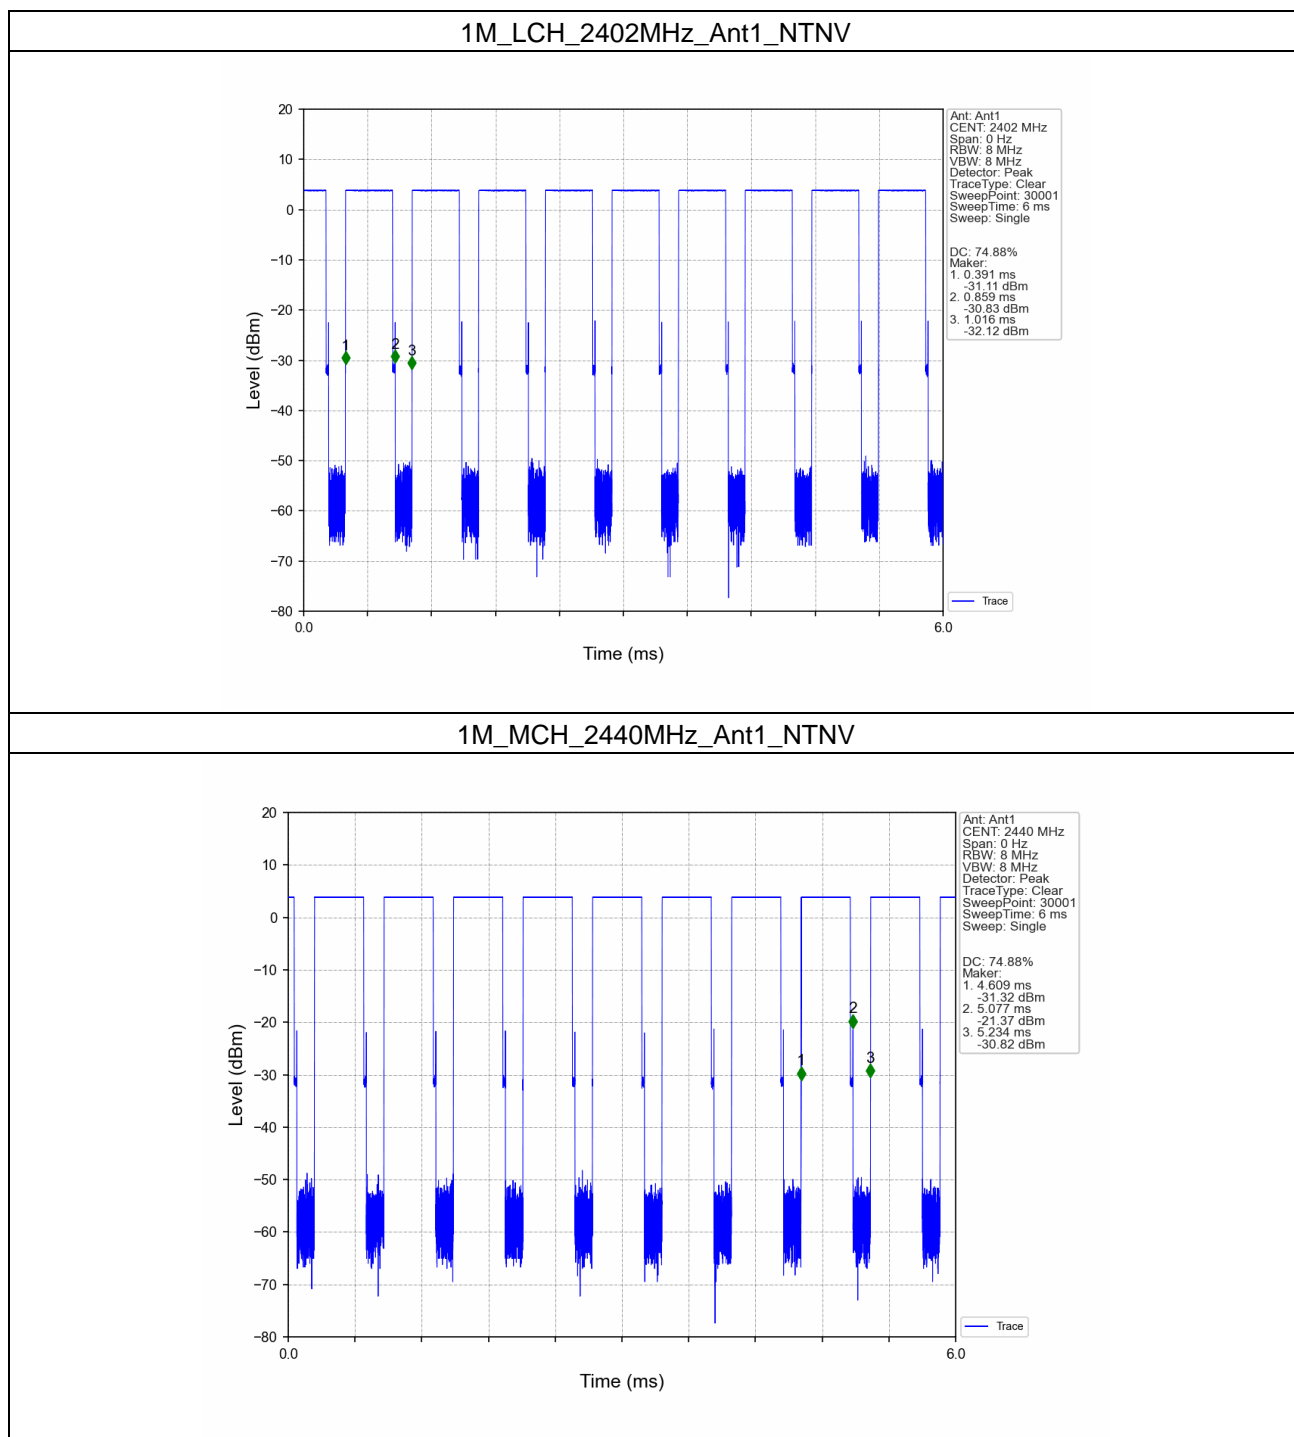 1M_LCH_2402MHz_Ant1_NTNV
20
10
0
−10
−20
−30
−40
−50
−60
−70
−80
Level (dBm)
1
2
3
0.0
6.0
Time (ms)
Ant: Ant1
CENT: 2402 MHz
Span: 0 Hz
RBW: 8 MHz
VBW: 8 MHz
Detector: Peak
TraceType: Clear
SweepPoint: 30001
SweepTime: 6 ms
Sweep: Single
DC: 74.88%
Maker:
1. 0.391 ms
-31.11 dBm
2. 0.859 ms
-30.83 dBm
3. 1.016 ms
-32.12 dBm
Trace
1M_MCH_2440MHz_Ant1_NTNV
20
10
0
−10
−20
−30
−40
−50
−60
−70
−80
Level (dBm)
1
2
3
0.0
6.0
Time (ms)
Ant: Ant1
CENT: 2440 MHz
Span: 0 Hz
RBW: 8 MHz
VBW: 8 MHz
Detector: Peak
TraceType: Clear
SweepPoint: 30001
SweepTime: 6 ms
Sweep: Single
DC: 74.88%
Maker:
1. 4.609 ms
-31.32 dBm
2. 5.077 ms
-21.37 dBm
3. 5.234 ms
-30.82 dBm
Trace